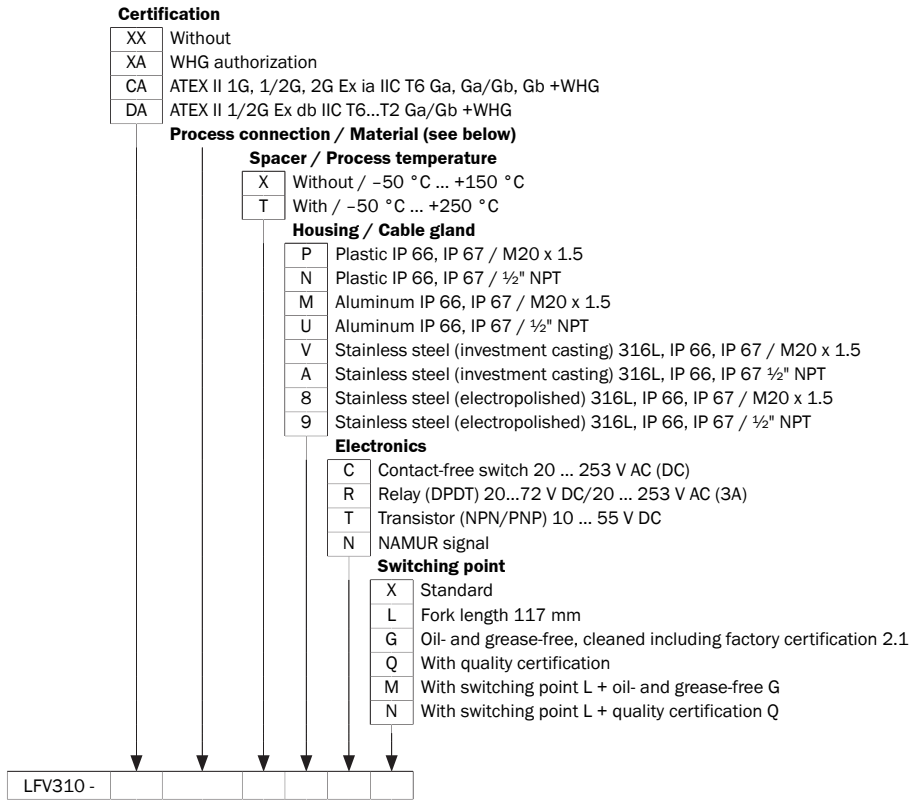 Certification
XX Without
XA WHG authorization
CA ATEX II 1G, 1/2G, 2G Ex ia IIC T6 Ga, Ga/Gb, Gb +WHG
DA ATEX II 1/2G Ex db IIC T6...T2 Ga/Gb +WHG
Process connection / Material (see below)
Spacer / Process temperature
X Without / –50 °C ... +150 °C
T With / –50 °C ... +250 °C
Housing / Cable gland
P Plastic IP 66, IP 67 / M20 x 1.5
N Plastic IP 66, IP 67 / ½" NPT
M Aluminum IP 66, IP 67 / M20 x 1.5
U Aluminum IP 66, IP 67 / ½" NPT
V Stainless steel (investment casting) 316L, IP 66, IP 67 / M20 x 1.5
A Stainless steel (investment casting) 316L, IP 66, IP 67 ½" NPT
8 Stainless steel (electropolished) 316L, IP 66, IP 67 / M20 x 1.5
9 Stainless steel (electropolished) 316L, IP 66, IP 67 / ½" NPT
Electronics
C Contact-free switch 20 ... 253 V AC (DC)
R Relay (DPDT) 20...72 V DC/20 ... 253 V AC (3A)
T Transistor (NPN/PNP) 10 ... 55 V DC
N NAMUR signal
Switching point
X Standard
L Fork length 117 mm
G Oil- and grease-free, cleaned including factory certification 2.1
Q With quality certification
M With switching point L + oil- and grease-free G
N With switching point L + quality certification Q
LFV310 -